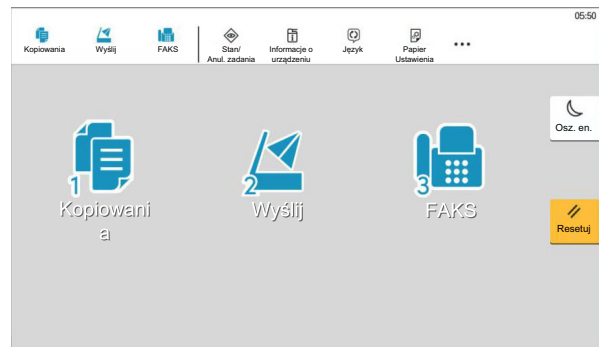 05:50
Kopiowania
Wyślij
FAKS
Stan/
Anul. zadania
Informacje o
urządzeniu
Język
Papier
Ustawienia
Osz. en.
1
Kopiowani
a
2
Wyślij
3
FAKS
Resetuj